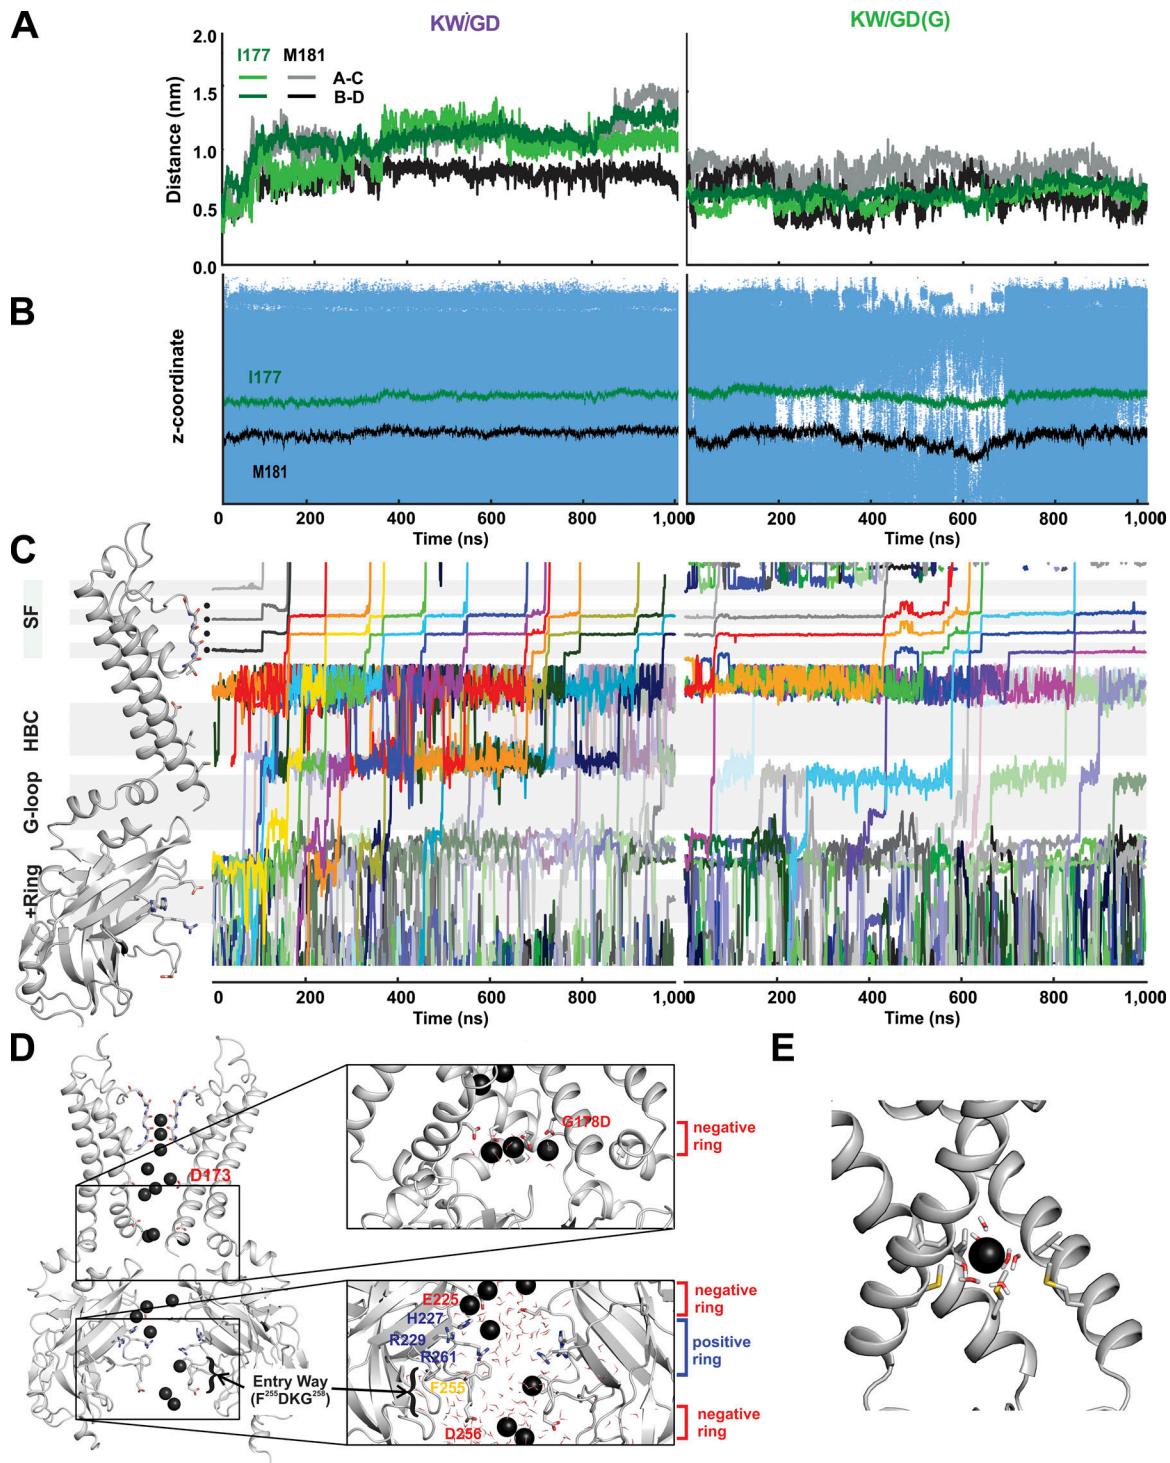 A
KW/GD
KW/GD(G)
2.0
1.5
1.0
0.5
0.0
Distance (nm)
I177 M181
A-C
B-D
B
z-coordinate
I177
M181
0 200 400 600 800 1,000
Time (ns)
0 200 400 600 800 1,000
Time (ns)
C
SF
HBC
G-loop
+Ring
0 200 400 600 800 1,000
Time (ns)
0 200 400 600 800 1,000
Time (ns)
D
D173
G178D
negative
ring
E225
H227
R229
R261
F255
D256
negative
ring
positive
ring
negative
ring
Entry Way
(F²⁵⁵DKG²⁵⁸)
E